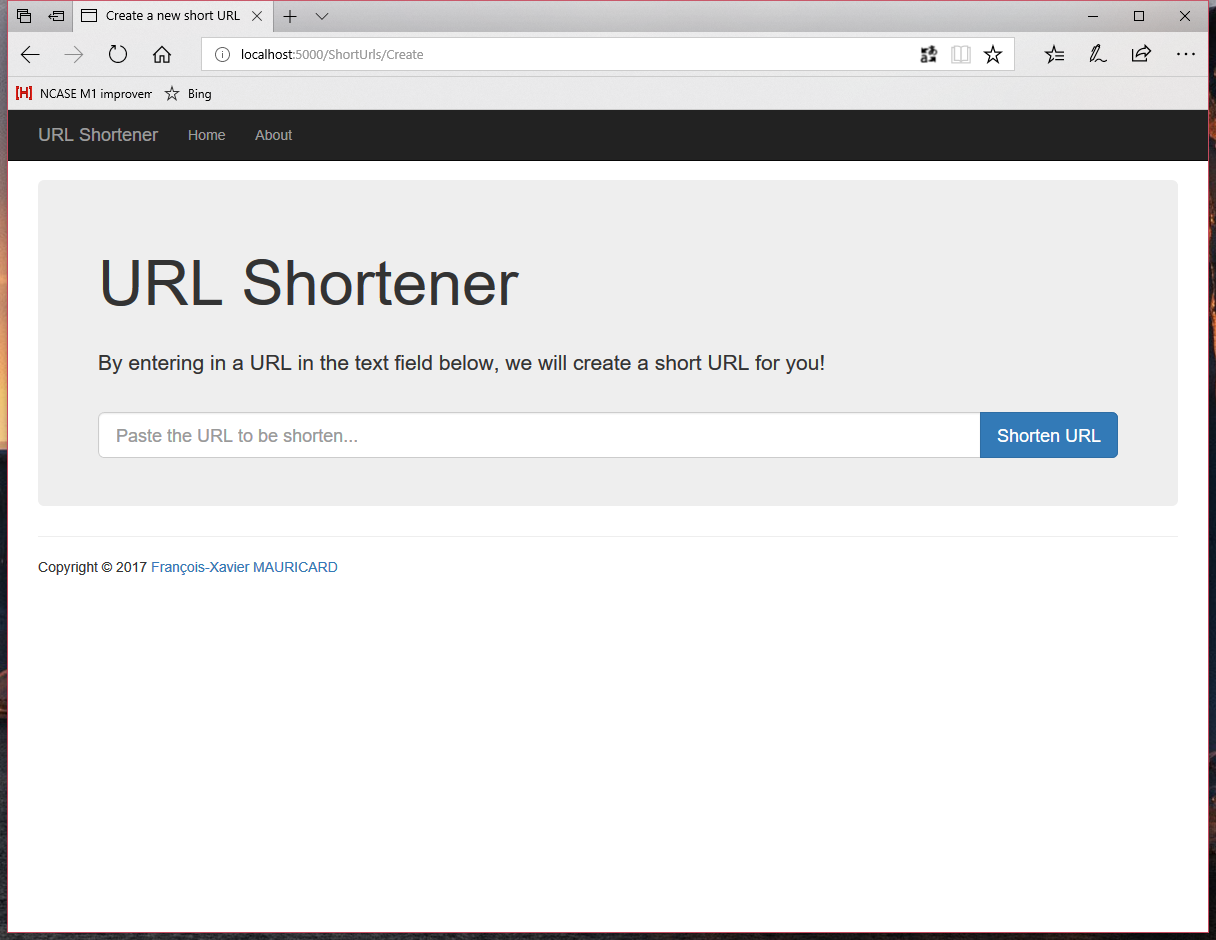 Create a new short URL
localhost:5000/ShortUrls/Create
[H] NCASE M1 improvem Bing
URL Shortener Home About
URL Shortener
By entering in a URL in the text field below, we will create a short URL for you!
Paste the URL to be shorten... Shorten URL
Copyright © 2017 François-Xavier MAURICARD